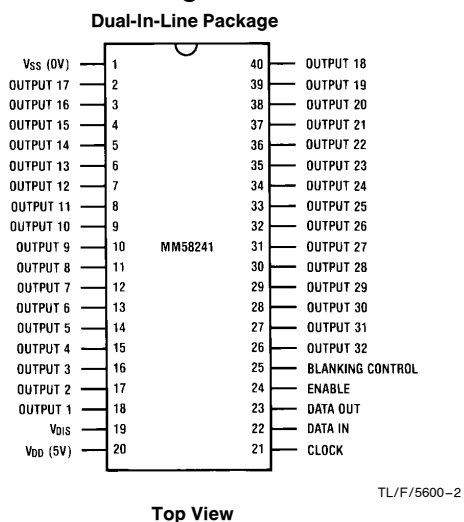 Dual-In-Line Package
VSS (0V) 1 40 OUTPUT 18
OUTPUT 17 2 39 OUTPUT 19
OUTPUT 16 3 38 OUTPUT 20
OUTPUT 15 4 37 OUTPUT 21
OUTPUT 14 5 36 OUTPUT 22
OUTPUT 13 6 35 OUTPUT 23
OUTPUT 12 7 34 OUTPUT 24
OUTPUT 11 8 33 OUTPUT 25
OUTPUT 10 9 32 OUTPUT 26
OUTPUT 9 10 MM58241 31 OUTPUT 27
OUTPUT 8 11 30 OUTPUT 28
OUTPUT 7 12 29 OUTPUT 29
OUTPUT 6 13 28 OUTPUT 30
OUTPUT 5 14 27 OUTPUT 31
OUTPUT 4 15 26 OUTPUT 32
OUTPUT 3 16 25 BLANKING CONTROL
OUTPUT 2 17 24 ENABLE
OUTPUT 1 18 23 DATA OUT
VDIS 19 22 DATA IN
VDD (5V) 20 21 CLOCK
TL/F/5600–2
Top View